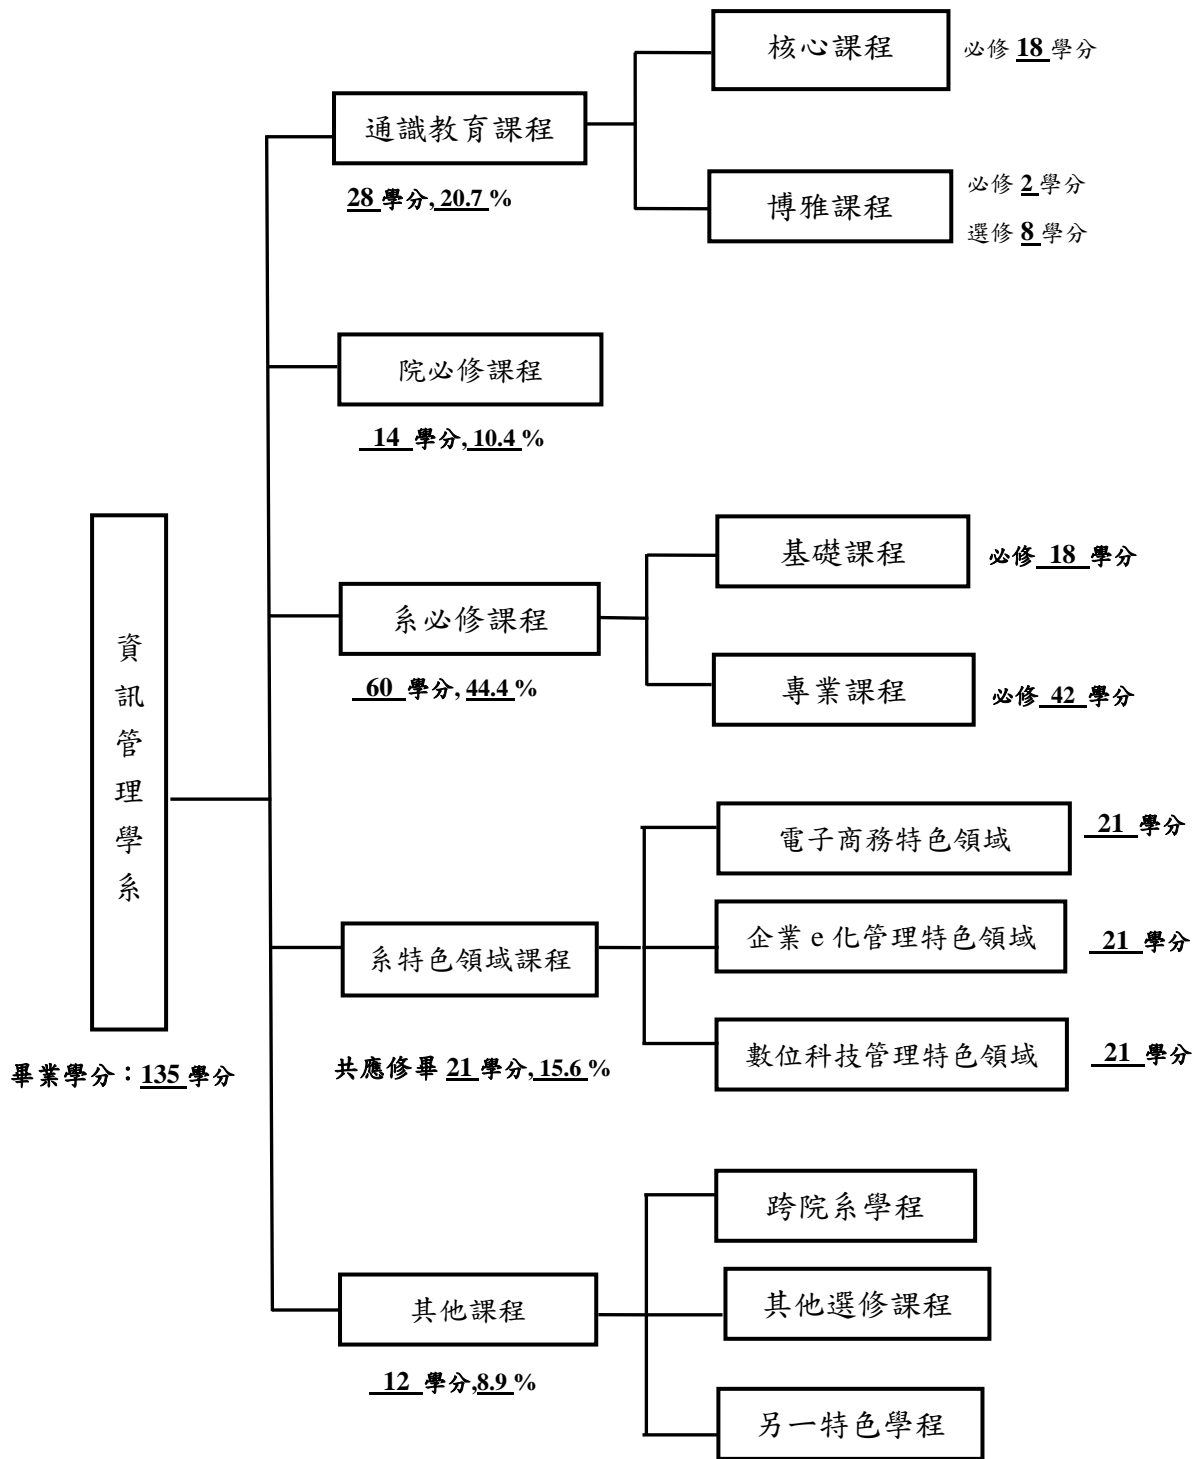 資訊管理學系
畢業學分：135 學分
通識教育課程
28 學分, 20.7 %
核心課程
必修 18 學分
博雅課程
必修 2 學分
選修 8 學分
院必修課程
14 學分, 10.4 %
系必修課程
60 學分, 44.4 %
基礎課程
必修 18 學分
專業課程
必修 42 學分
系特色領域課程
共應修畢 21 學分, 15.6 %
電子商務特色領域
21 學分
企業 e 化管理特色領域
21 學分
數位科技管理特色領域
21 學分
其他課程
12 學分,8.9 %
跨院系學程
其他選修課程
另一特色學程